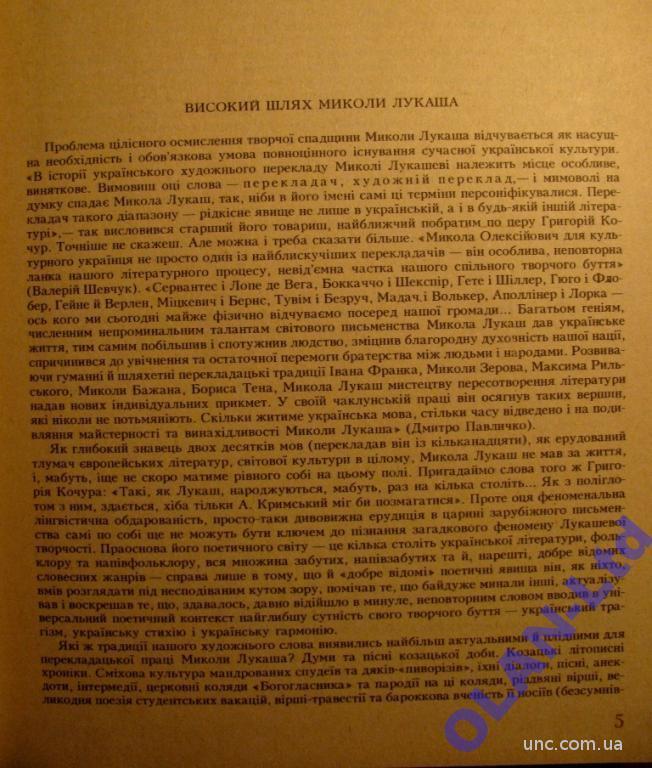 ВИСОКИЙ ШЛЯХ МИКОЛИ ЛУКАША
Проблема цілісного осмислення творчої спадщини Миколи Лукаша відчувається як насущ-
на необхідність і обов'язкова умова повноцінного існування сучасної української культури.
«В історії українського художнього перекладу Миколі Лукашеві належить місце особливе,
виняткове. Вимовиш оці слова — перекладач, художній переклад,— і мимоволі на
думку спадає Микола Лукаш, так, ніби в його імені самі ці терміни персоніфікувалися. Пере-
кладач такого діапазону — рідкісне явище не лише в українській, а і в будь-якій іншій літера-
турі»,— так висловився старший його товариш, найближчий побратим по перу Григорій Ко-
чур. Точніше не скажеш. Але можна і треба сказати більше. «Микола Олексійович для куль-
турного українця не просто один із найблискучіших перекладачів — він особлива, неповторна
ланка нашого літературного процесу, невід'ємна частка нашого спільного творчого буття»
(Валерій Шевчук). «Сервантес і Лопе де Вега, Боккаччо і Шекспір, Гете і Шіллер, Гюго і Фло-
бер, Гейне й Верлен, Міцкевич і Бернс, Тувім і Безруч, Мадач і Волькер, Аполлінер і Лорка —
ось кого ми сьогодні майже фізично відчуваємо посеред нашої громади... Багатьом геніям,
численним непроминальним талантам світового письменства Микола Лукаш дав українське
життя, тим самим побільшив і спотужнив людство, зміцнив благородну духовність нашої нації,
спричинився до увічнення та остаточної перемоги братерства між людьми і народами. Розвива-
ючи гуманні й шляхетні перекладацькі традиції Івана Франка, Миколи Зерова, Максима Риль-
ського, Миколи Бажана, Бориса Тена, Микола Лукаш мистецтву пересотворення літератури
надав нових індивідуальних прикмет. У своїй чаклунській праці він осягнув таких вершин,
які ніколи не потьмяніють. Скільки житиме українська мова, стільки часу відведено і на поди-
вляння майстерності та винахідливості Миколи Лукаша» (Дмитро Павличко).
Як глибокий знавець двох десятків мов (перекладав він із кільканадцяти), як ерудований
тлумач європейських літератур, світової культури в цілому, Микола Лукаш не мав за життя,
і, мабуть, іще не скоро матиме рівного собі на цьому полі. Пригадаймо слова того ж Григо-
рія Кочура: «Такі, як Лукаш, народжуються, мабуть, раз на кілька століть... Як з полігло-
том з ним, здається, хіба тільки А. Кримський міг би позмагатися». Проте оця феноменальна
лінгвістична обдарованість, просто-таки дивовижна ерудиція в царині зарубіжного письмен-
ства самі по собі ще не можуть бути ключем до пізнання загадкового феномену Лукашевої
творчості. Праоснова його поетичного світу — це кілька століть української літератури, фоль-
клору та напівфольклору, вся множина забутих, напівзабутих та й, нарешті, добре відомих
словесних жанрів — справа лише в тому, що й «добре відомі» поетичні явища він, як ніхто,
вмів розглядати під несподіваним кутом зору, помічав те, що байдуже минали інші, актуалізу-
вав і воскрешав те, що, здавалось, давно відійшло в минуле, неповторним словом вводив в уні-
версальний поетичний контекст найглибшу сутність свого творчого буття — український тра-
гізм, українську стихію і українську гармонію.
Які ж традиції нашого художнього слова виявились найбільш актуальними й плідними для
перекладацької праці Миколи Лукаша? Думи та пісні козацької доби. Козацькі літописні
хроніки. Сміхова культура мандрованих спудеїв та дяків-«пиворізів», їхні діалоги, пісні, анек-
доти, інтермедії, церковні коляди «Богогласника» та пародії на ці коляди, різдвяні вірші, ве-
ликодня поезія студентських вакацій, вірші-травестії та бароккова вченість її носіїв (безсумнів-
5
OLAN-Ltd
unc.com.ua